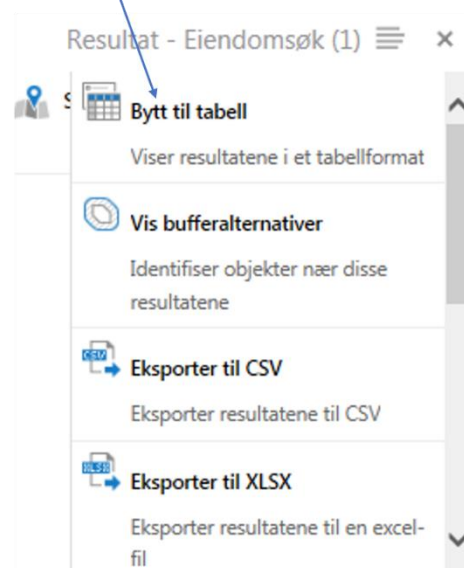 Resultat - Eiendomsøk (1)
S
Bytt til tabell
Viser resultatene i et tabellformat
Vis bufferalternativer
Identifiser objekter nær disse
resultatene
CSV
Eksporter til CSV
Eksporter resultatene til CSV
XLSX
Eksporter til XLSX
Eksporter resultatene til en excel-
fil